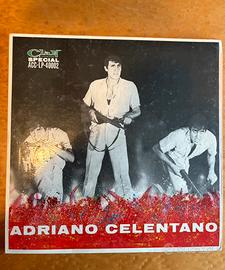 Clan
SPECIAL
ACC-LP-40002
ADRIANO CELENTANO